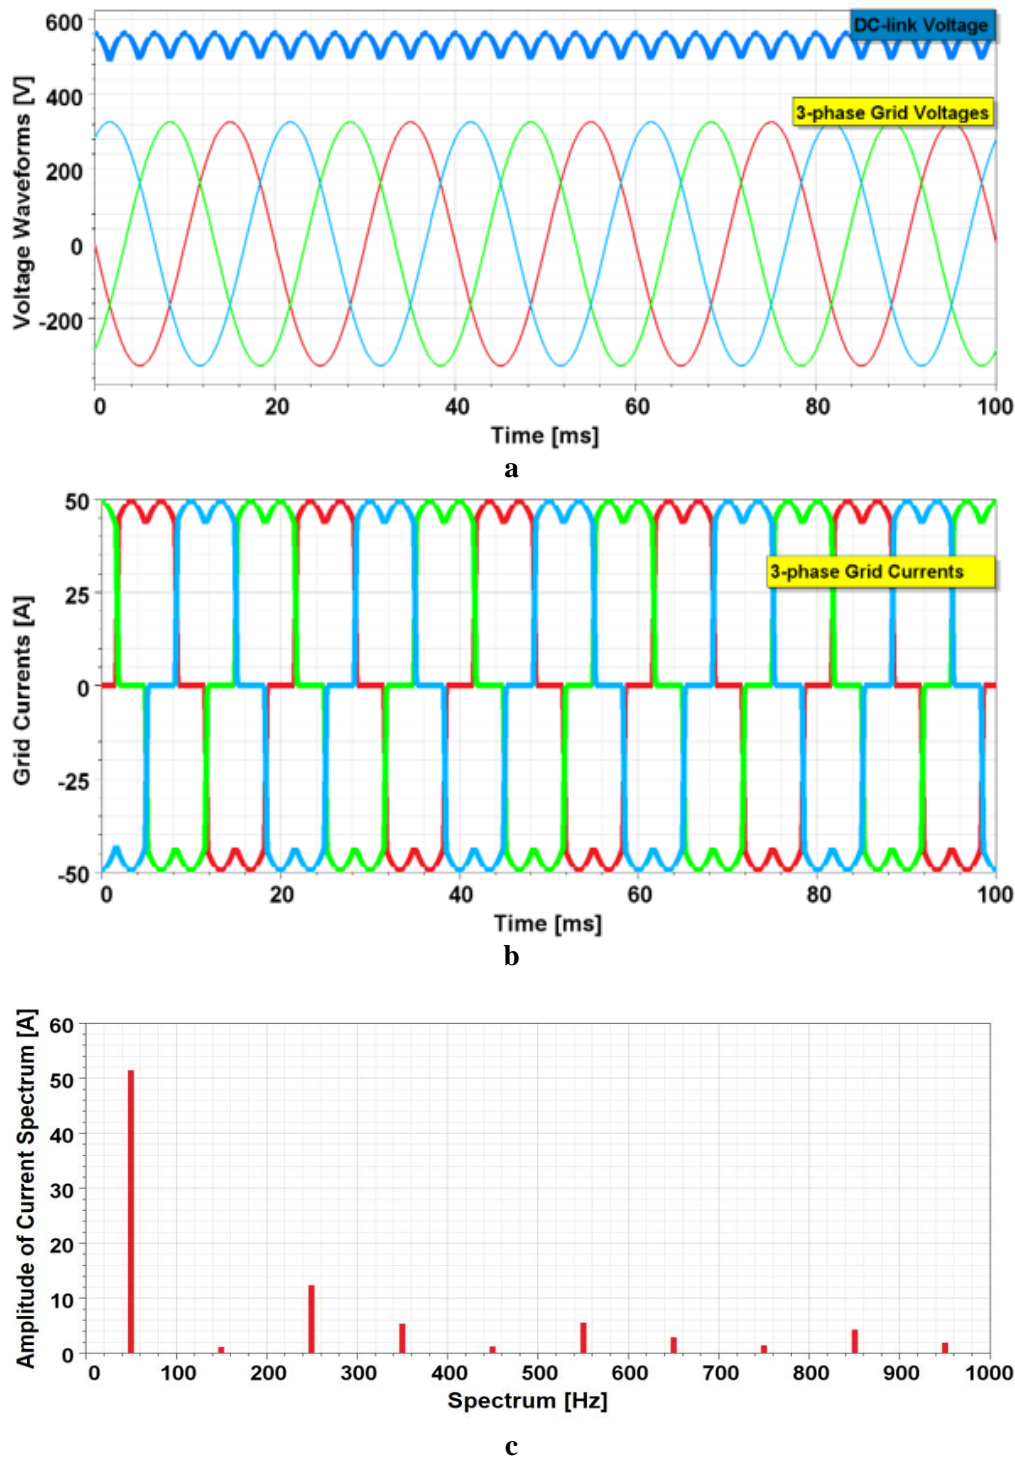 600
DC-link Voltage
400
3-phase Grid Voltages
200
0
-200
Voltage Waveforms [V]
0 20 40 60 80 100
Time [ms]
a
50
3-phase Grid Currents
25
0
-25
-50
Grid Currents [A]
0 20 40 60 80 100
Time [ms]
b
60
50
40
30
20
10
0
Amplitude of Current Spectrum [A]
0 100 200 300 400 500 600 700 800 900 1000
Spectrum [Hz]
c